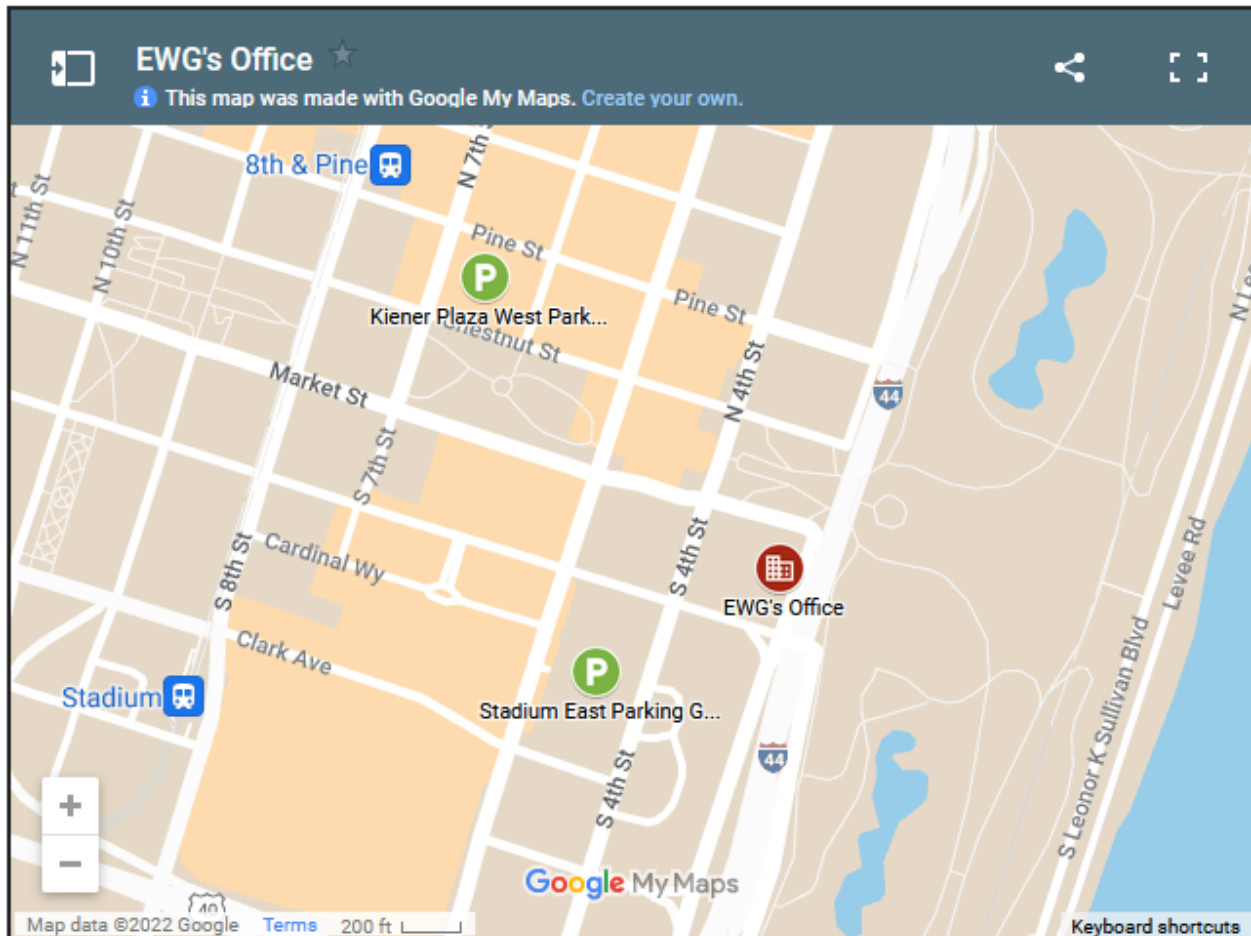 EWG's Office
This map was made with Google My Maps. Create your own.
8th & Pine
N 7th S
N 11th St
N 10th St
Pine St
P
Kiener Plaza West Park...
Chestnut St
Pine St
N 4th St
44
Market St
S 7th St
S 4th St
Levee Rd
Cardinal Wy
S 8th St
EWG's Office
Clark Ave
P
Stadium
Stadium East Parking G...
44
S 4th St
S Leonor K Sullivan Blvd
+
−
Google My Maps
40
Map data ©2022 Google Terms 200 ft
Keyboard shortcuts